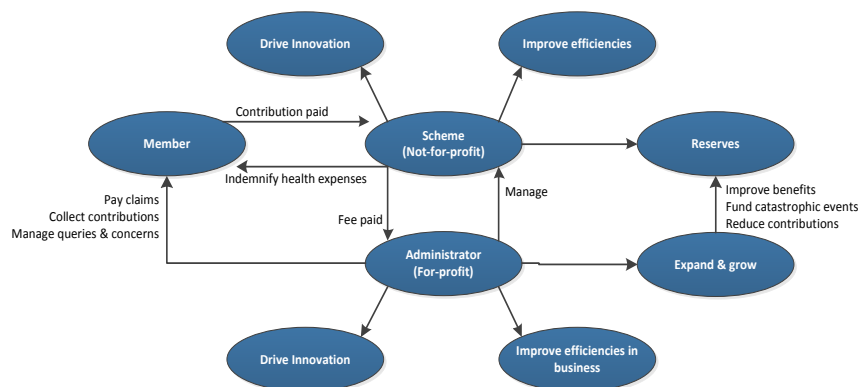 Drive Innovation
Improve efficiencies
Contribution paid
Member
Scheme
(Not-for-profit)
Reserves
Indemnify health expenses
Pay claims
Collect contributions
Manage queries & concerns
Fee paid
Manage
Improve benefits
Fund catastrophic events
Reduce contributions
Administrator
(For-profit)
Expand & grow
Drive Innovation
Improve efficiencies in
business